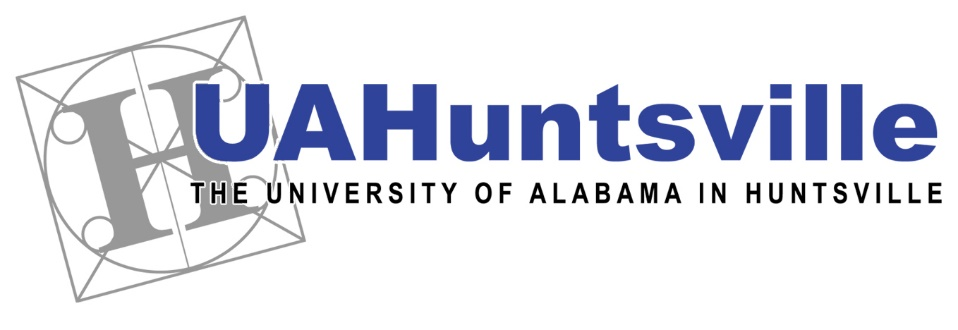 H
UAHuntsville
THE UNIVERSITY OF ALABAMA IN HUNTSVILLE